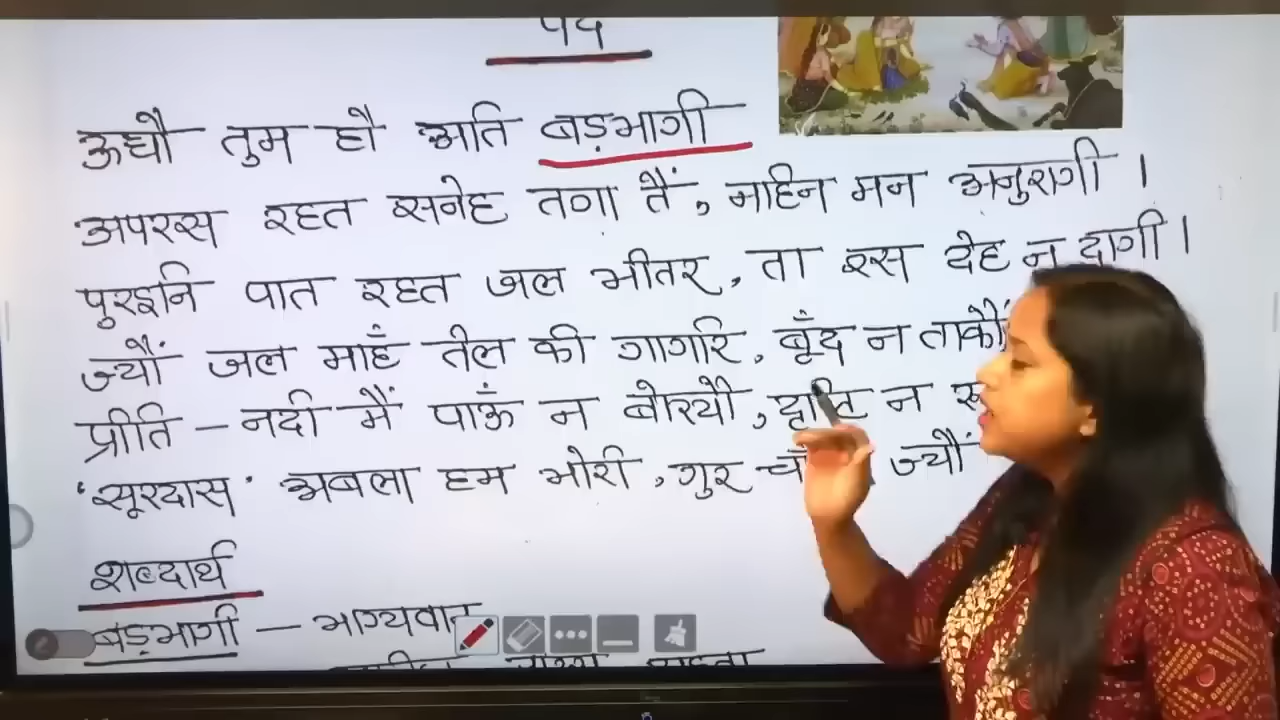 पद
ऊधौ तुम हौ अति बड़भागी
अपरस रहत सनेह तगा तैं, नाहिन मन अनुरागी ।
पुरइनि पात रहत जल भीतर, ता रस देह न दागी ।
ज्यौं जल माहँ तेल की गागरि, बूँद न ताकौं
प्रीति - नदी मैं पाऊँ न बोरयौ, दृष्टि न
'सूरदास' अबला हम भोरी, गुर ज्यौं
शब्दार्थ
बड़भागी - भाग्यवान